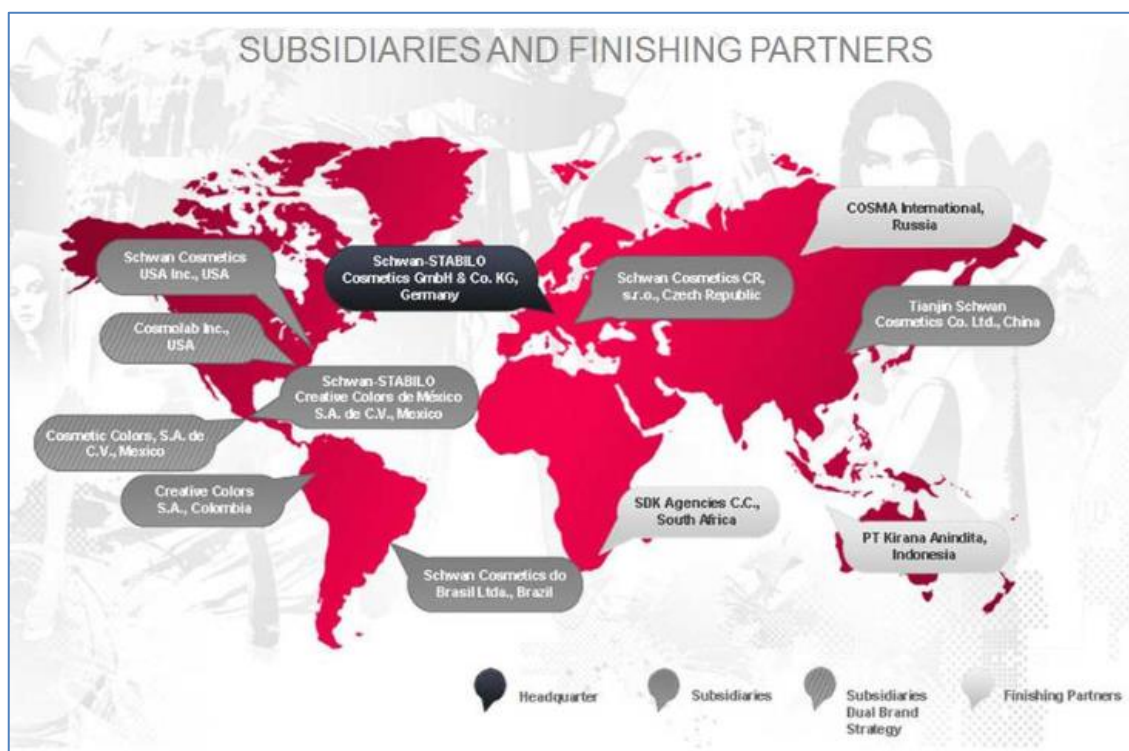 SUBSIDIARIES AND FINISHING PARTNERS
COSMA International,
Russia
Schwan Cosmetics
USA Inc., USA
Schwan-STABILO
Cosmetics GmbH & Co. KG,
Germany
Schwan Cosmetics CR,
s.r.o., Czech Republic
Tianjin Schwan
Cosmetics Co. Ltd., China
Cosmolab Inc.,
USA
Schwan-STABILO
Creative Colors de México
S.A. de C.V., Mexico
Cosmetic Colors, S.A. de
C.V., Mexico
Creative Colors
S.A., Colombia
SDK Agencies C.C.,
South Africa
PT Kirana Anindita,
Indonesia
Schwan Cosmetics do
Brasil Ltda., Brazil
Headquarter
Subsidiaries
Subsidiaries
Dual Brand
Strategy
Finishing Partners